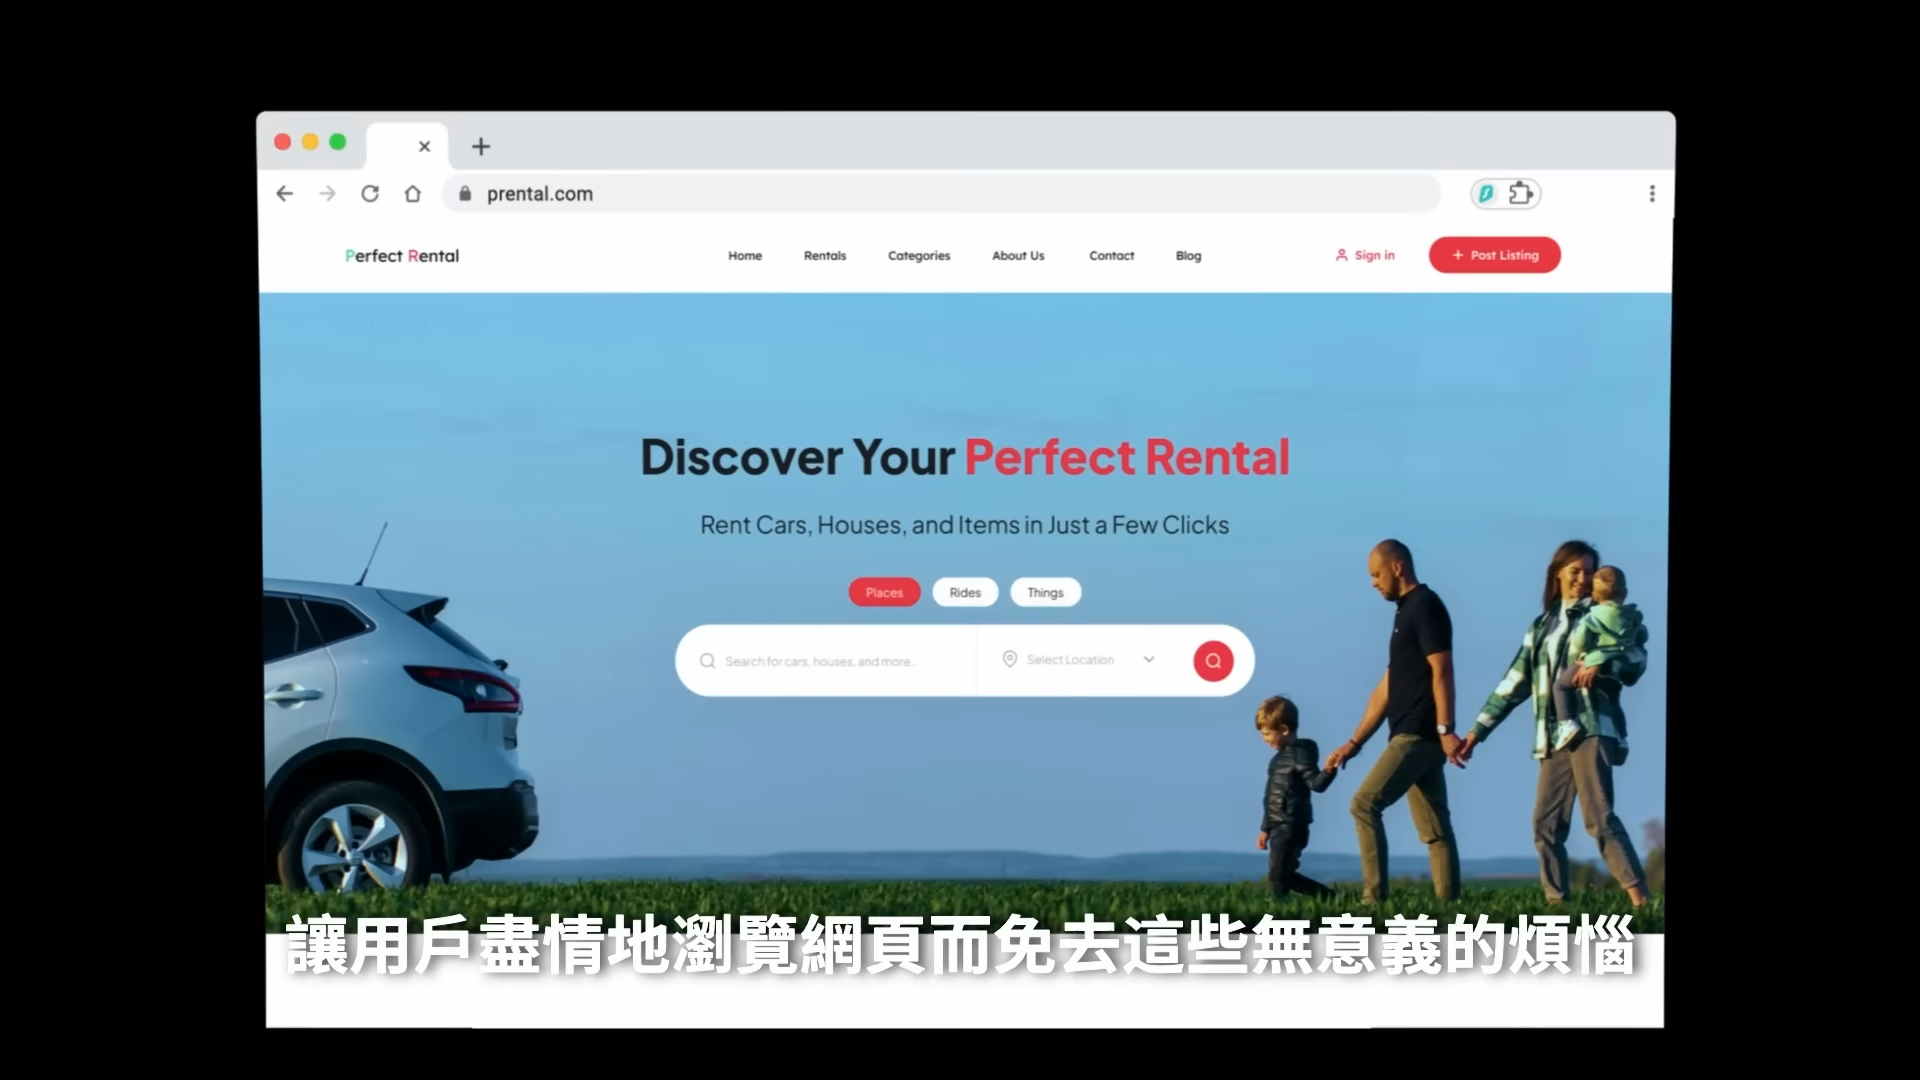 prental.com
Perfect Rental
Home Rentals Categories About Us Contact Blog
Sign in
+ Post Listing
Discover Your Perfect Rental
Rent Cars, Houses, and Items in Just a Few Clicks
Places Rides Things
Search for cars, houses, and more...
Select Location
讓用戶盡情地瀏覽網頁而免去這些無意義的煩惱